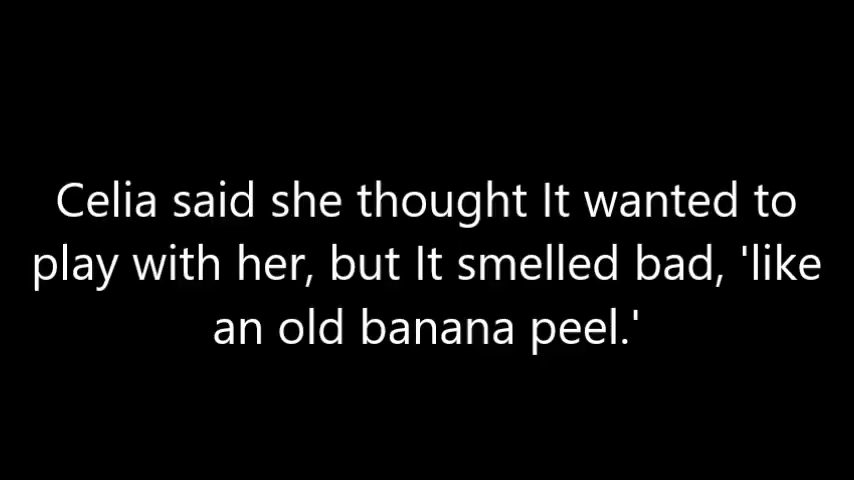 Celia said she thought It wanted to
play with her, but It smelled bad, 'like
an old banana peel.'